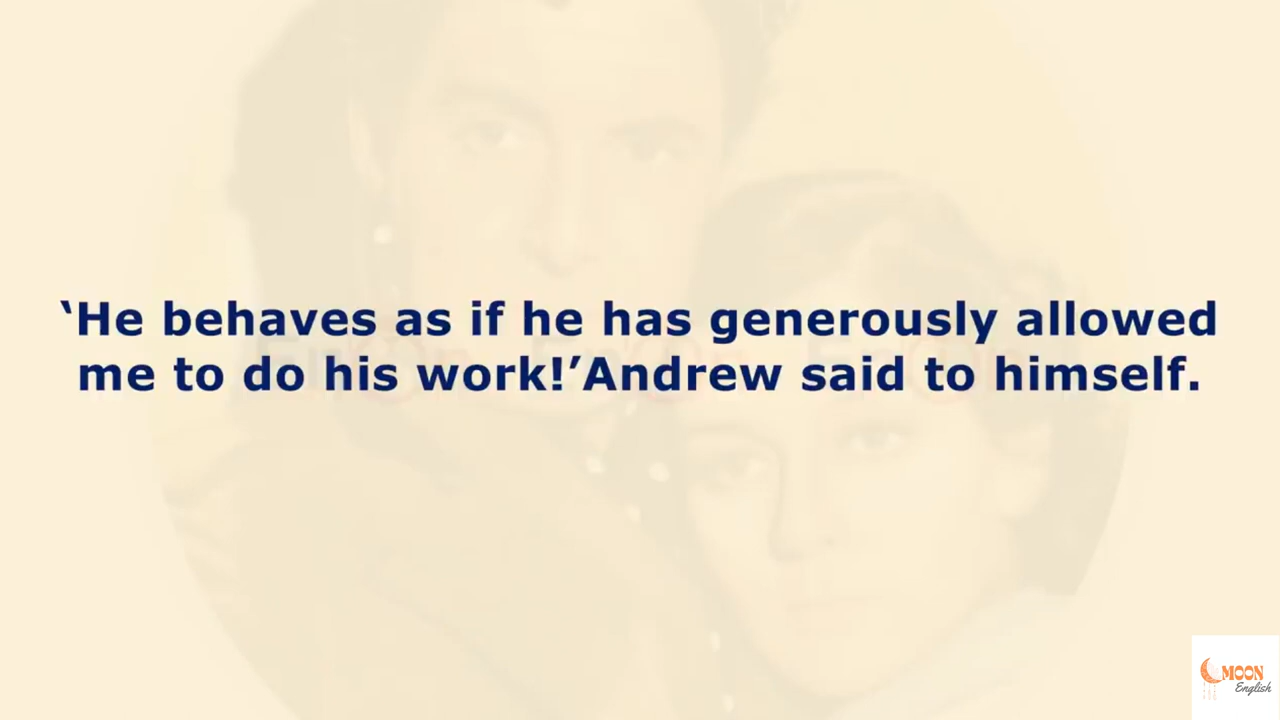 ‘He behaves as if he has generously allowed
me to do his work!’Andrew said to himself.
MOON
English